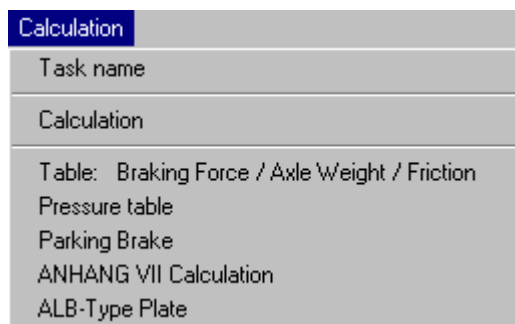 Calculation
Task name
Calculation
Table:   Braking Force / Axle Weight / Friction
Pressure table
Parking Brake
ANHANG VII Calculation
ALB-Type Plate